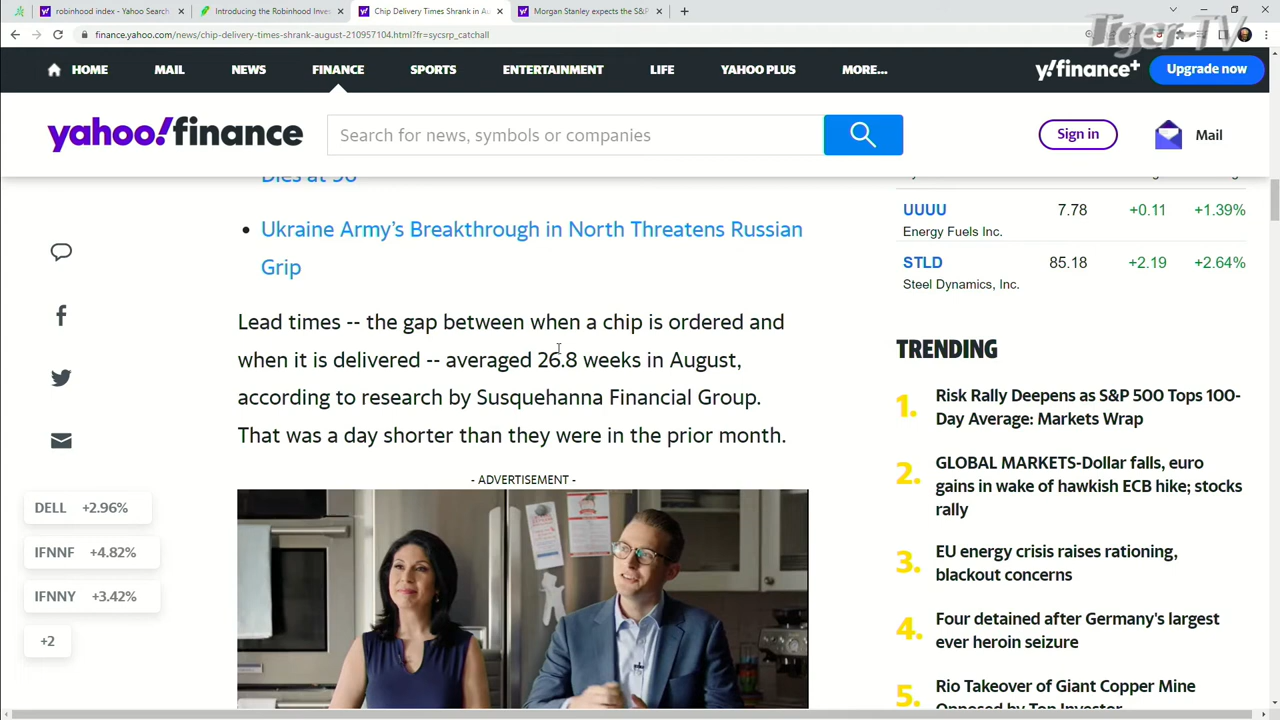 robinhood index - Yahoo Search
Introducing the Robinhood Inves
Chip Delivery Times Shrank in Au
Morgan Stanley expects the S&P
Tiger TV
finance.yahoo.com/news/chip-delivery-times-shrank-august-210957104.html?fr=sycsrp_catchall
HOME MAIL NEWS FINANCE SPORTS ENTERTAINMENT LIFE YAHOO PLUS MORE...
y!finance+ Upgrade now
yahoo!finance
Search for news, symbols or companies
Sign in
Mail
Dies at 96
• Ukraine Army’s Breakthrough in North Threatens Russian
Grip
Lead times -- the gap between when a chip is ordered and
when it is delivered -- averaged 26.8 weeks in August,
according to research by Susquehanna Financial Group.
That was a day shorter than they were in the prior month.
- ADVERTISEMENT -
DELL +2.96%
IFNNF +4.82%
IFNNY +3.42%
+2
UUUU 7.78 +0.11 +1.39%
Energy Fuels Inc.
STLD 85.18 +2.19 +2.64%
Steel Dynamics, Inc.
TRENDING
1. Risk Rally Deepens as S&P 500 Tops 100-
Day Average: Markets Wrap
2. GLOBAL MARKETS-Dollar falls, euro
gains in wake of hawkish ECB hike; stocks
rally
3. EU energy crisis raises rationing,
blackout concerns
4. Four detained after Germany's largest
ever heroin seizure
5. Rio Takeover of Giant Copper Mine
Opposed by Top Investor